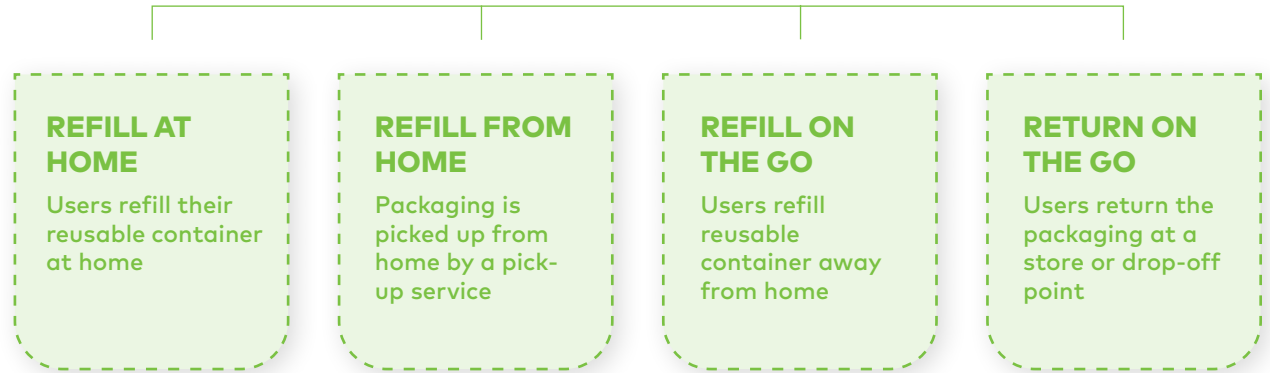 REFILL AT
HOME
Users refill their
reusable container
at home
REFILL FROM
HOME
Packaging is
picked up from
home by a pick-
up service
REFILL ON
THE GO
Users refill
reusable
container away
from home
RETURN ON
THE GO
Users return the
packaging at a
store or drop-off
point